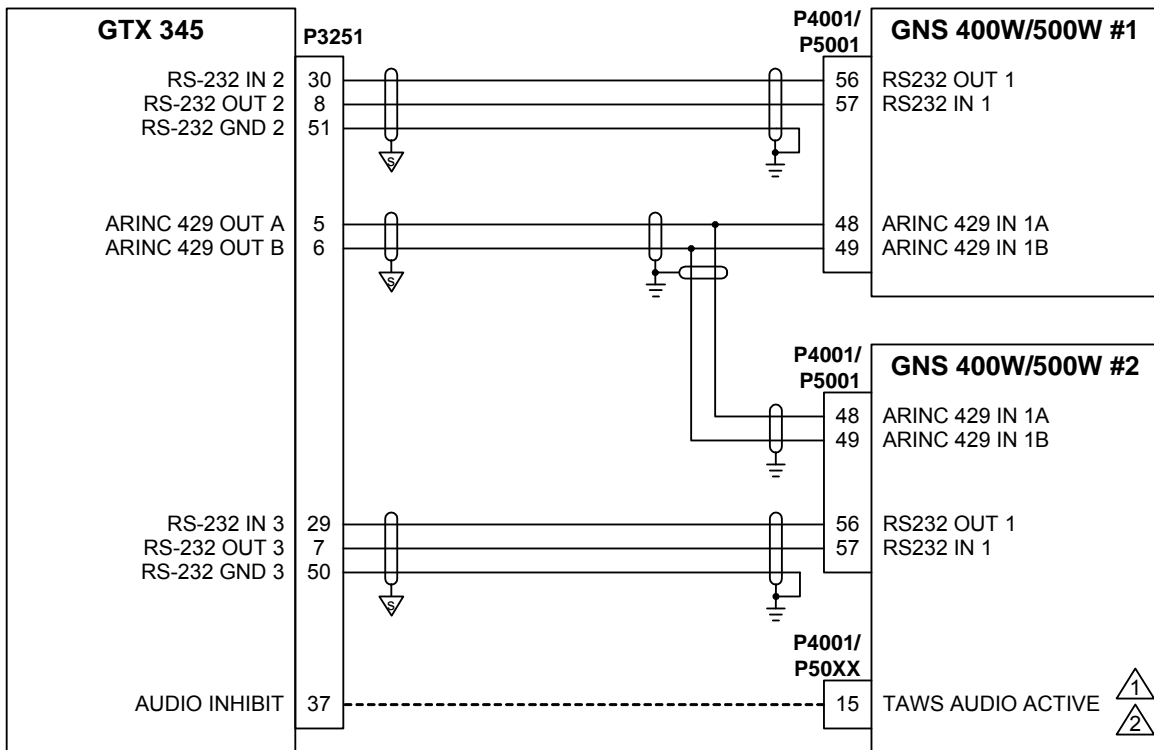 GTX 345
P3251
P4001/
P5001
GNS 400W/500W #1
RS-232 IN 2 30 56 RS232 OUT 1
RS-232 OUT 2 8 57 RS232 IN 1
RS-232 GND 2 51
S
ARINC 429 OUT A 5 48 ARINC 429 IN 1A
ARINC 429 OUT B 6 49 ARINC 429 IN 1B
S
P4001/
P5001
GNS 400W/500W #2
48 ARINC 429 IN 1A
49 ARINC 429 IN 1B
RS-232 IN 3 29 56 RS232 OUT 1
RS-232 OUT 3 7 57 RS232 IN 1
RS-232 GND 3 50
S
P4001/
P50XX
AUDIO INHIBIT 37 15 TAWS AUDIO ACTIVE 1
2